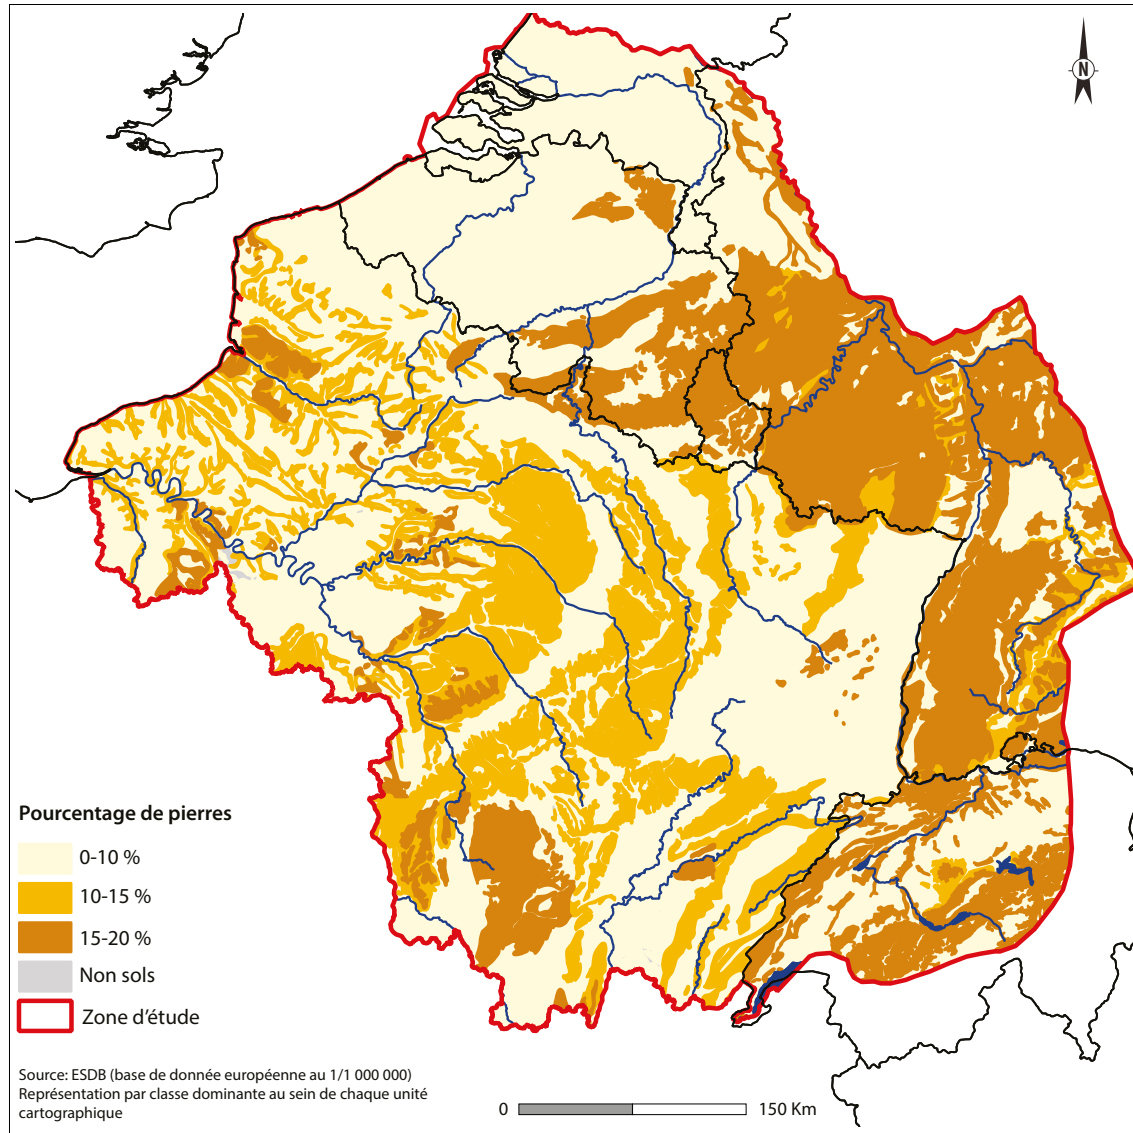 N
Pourcentage de pierres
0-10 %
10-15 %
15-20 %
Non sols
Zone d'étude
Source: ESDB (base de donnée européenne au 1/1 000 000)
Représentation par classe dominante au sein de chaque unité
cartographique
0 150 Km